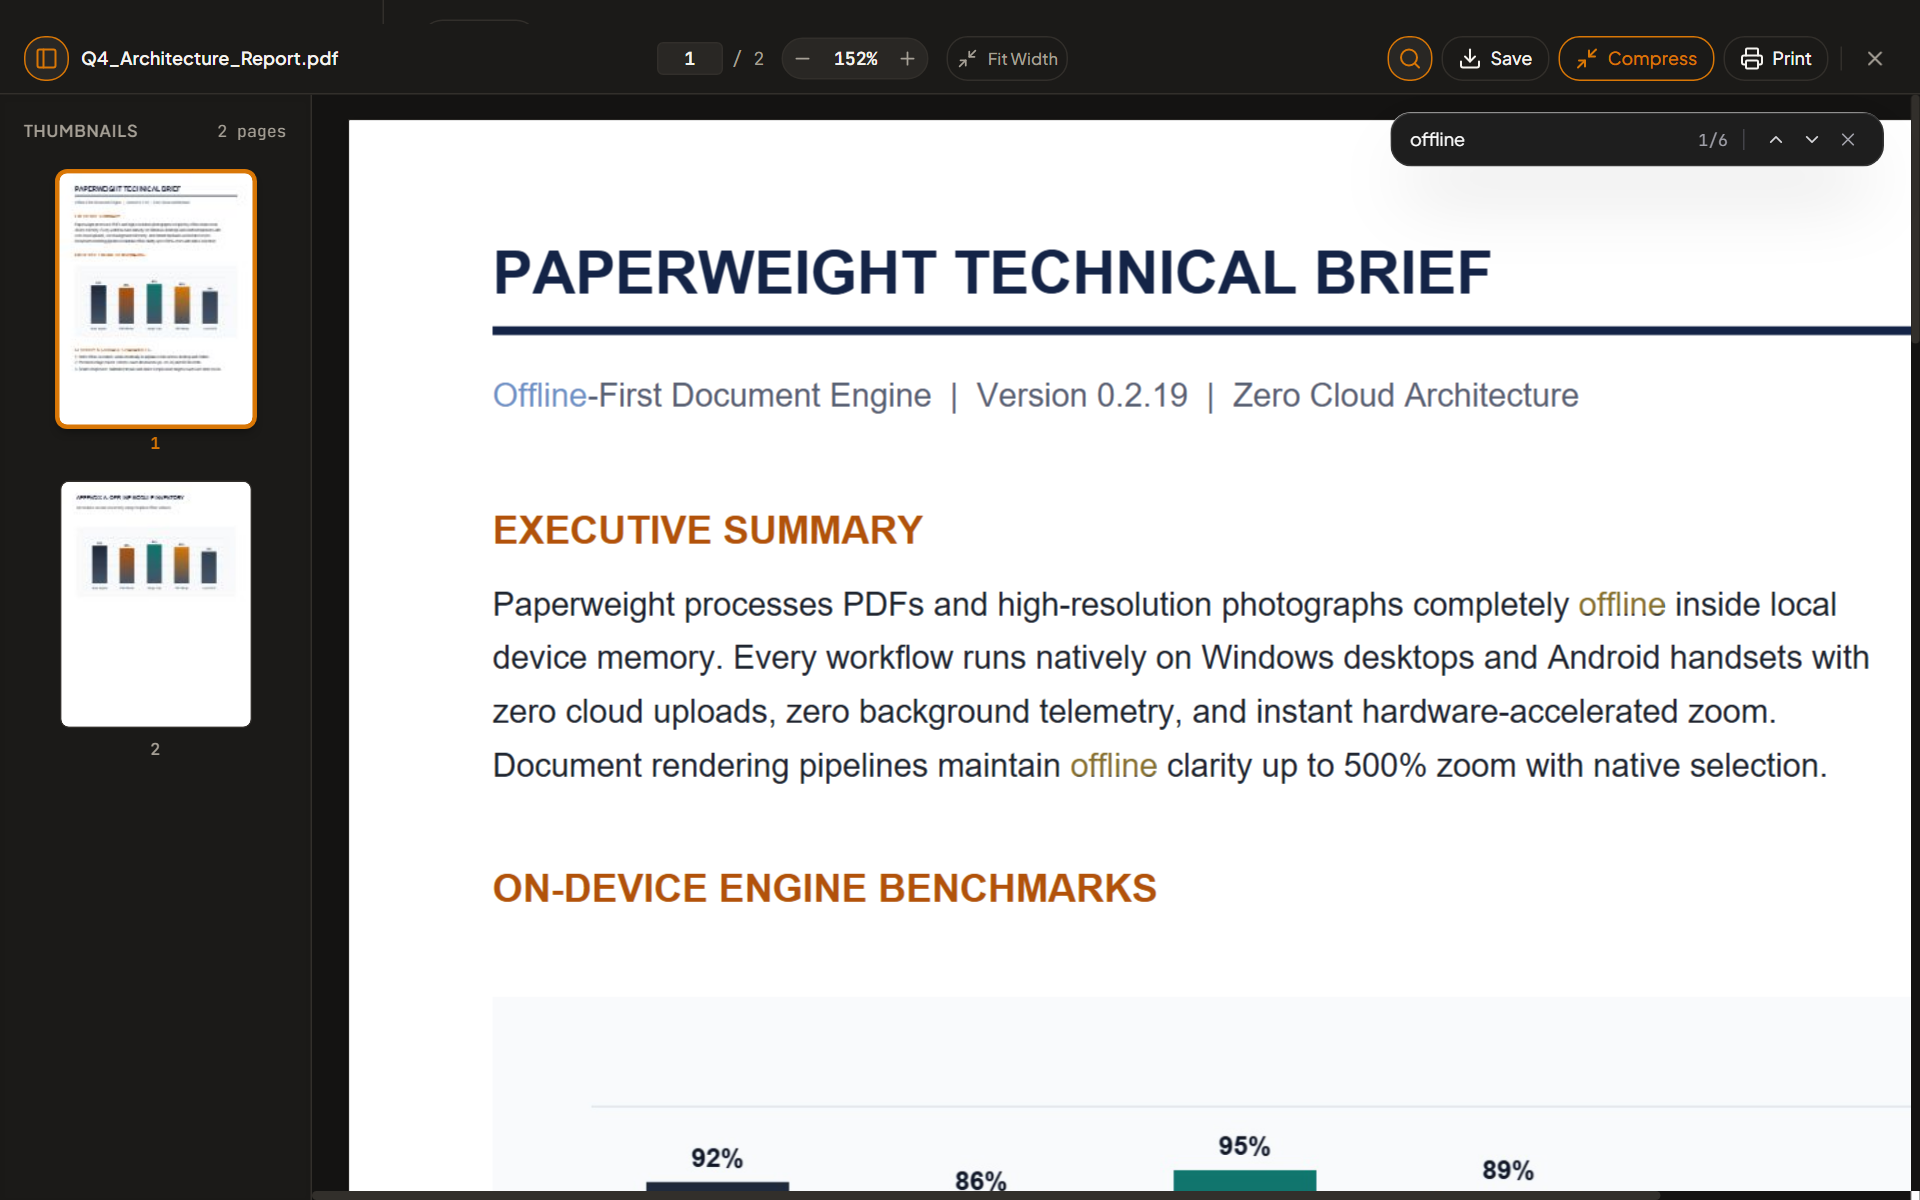 Q4_Architecture_Report.pdf
1 / 2
152%
Fit Width
Save
Compress
Print
THUMBNAILS
2 pages
offline
1/6
PAPERWEIGHT TECHNICAL BRIEF
1
2
PAPERWEIGHT TECHNICAL BRIEF
Offline-First Document Engine | Version 0.2.19 | Zero Cloud Architecture
EXECUTIVE SUMMARY
Paperweight processes PDFs and high-resolution photographs completely offline inside local
device memory. Every workflow runs natively on Windows desktops and Android handsets with
zero cloud uploads, zero background telemetry, and instant hardware-accelerated zoom.
Document rendering pipelines maintain offline clarity up to 500% zoom with native selection.
ON-DEVICE ENGINE BENCHMARKS
92%
86%
95%
89%